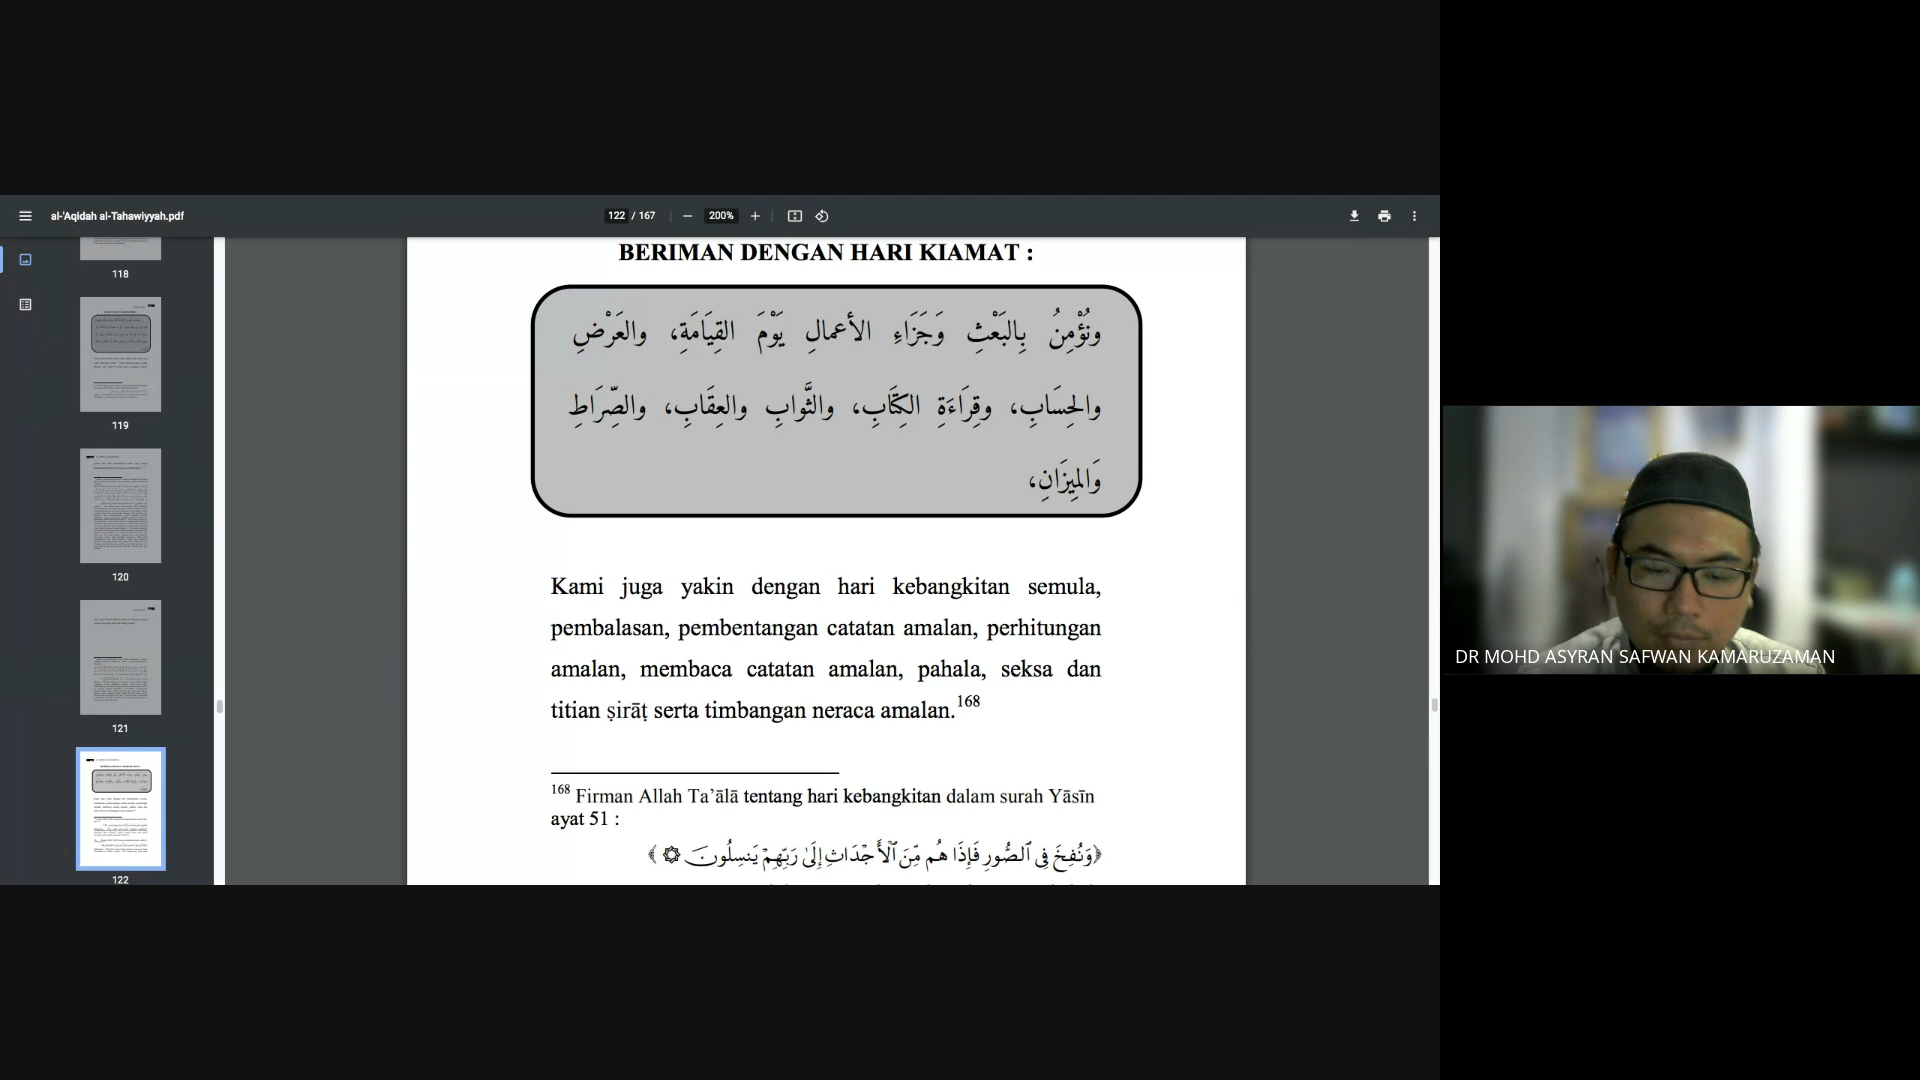 al-'Aqidah al-Tahawiyyah.pdf
122 / 167
200%
118
119
120
121
122
BERIMAN DENGAN HARI KIAMAT :
ونُؤْمِنُ بِالبَعْثِ وَجَزَاءِ الأعمالِ يَوْمَ القِيَامَةِ، والعَرْضِ
والحِسَابِ، وقِرَاءَةِ الكِتَابِ، والثَّوابِ والعِقَابِ، والصِّرَاطِ
وَالمِيزَانِ،
Kami juga yakin dengan hari kebangkitan semula,
pembalasan, pembentangan catatan amalan, perhitungan
amalan, membaca catatan amalan, pahala, seksa dan
titian ṣirāṭ serta timbangan neraca amalan.168
168 Firman Allah Ta’ālā tentang hari kebangkitan dalam surah Yāsīn
ayat 51 :
﴿وَنُفِخَ فِى ٱلصُّورِ فَإِذَا هُم مِّنَ ٱلْأَجْدَاثِ إِلَىٰ رَبِّهِمْ يَنسِلُونَ ۞ ﴾
DR MOHD ASYRAN SAFWAN KAMARUZAMAN